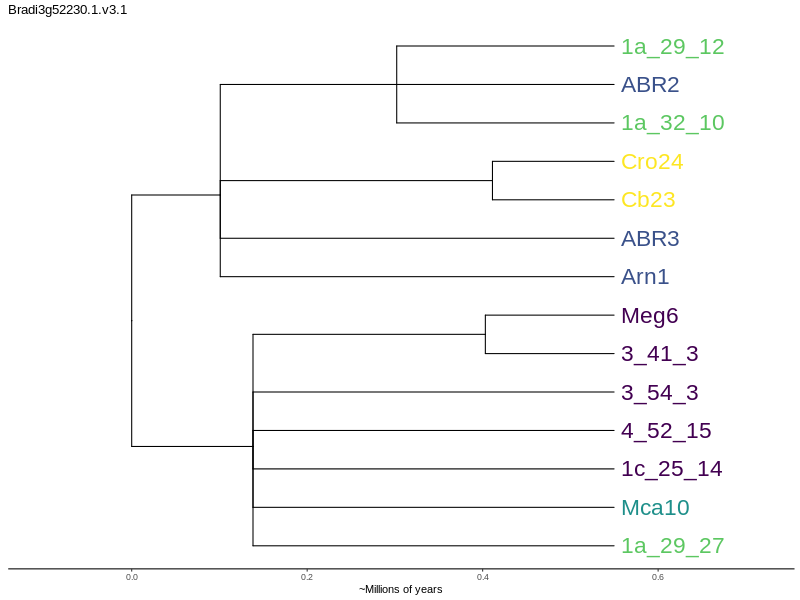 Bradi3g52230.1.v3.1
1a_29_12
ABR2
1a_32_10
Cro24
Cb23
ABR3
Arn1
Meg6
3_41_3
3_54_3
4_52_15
1c_25_14
Mca10
1a_29_27
0.0 0.2 0.4 0.6
~Millions of years